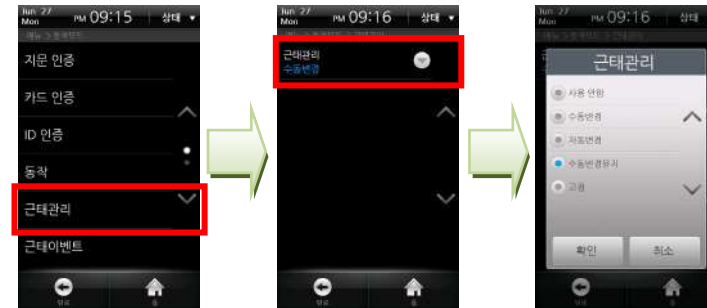 Jun 27
Mon
PM 09:15
상태
지문 인증
카드 인증
ID 인증
동작
근태관리
근태이벤트
Jun 27
Mon
PM 09:16
상태
근태관리
수동변경
Jun 27
Mon
PM 09:16
상태
근태관리
사용 안함
수동변경
자동변경
수동변경유지
고정
확인
취소